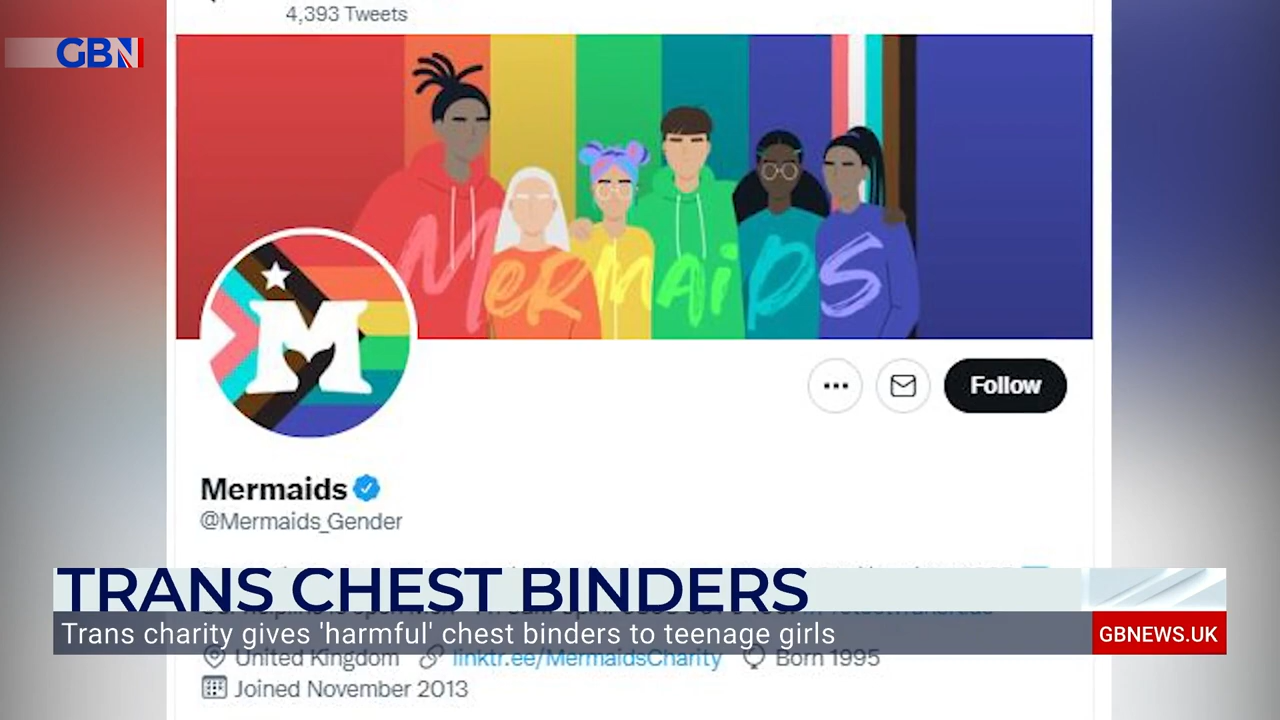 4,393 Tweets
GBN
MERMAIDS
M
Follow
Mermaids
@Mermaids_Gender
TRANS CHEST BINDERS
Trans charity gives 'harmful' chest binders to teenage girls
GBNEWS.UK
United Kingdom linktr.ee/MermaidsCharity Born 1995
Joined November 2013